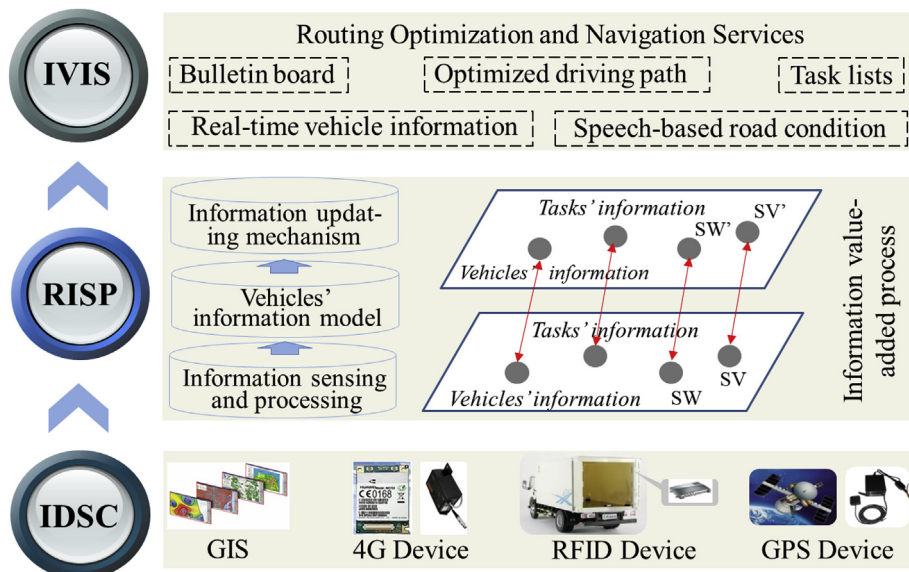 IVIS
Routing Optimization and Navigation Services
Bulletin board
Optimized driving path
Task lists
Real-time vehicle information
Speech-based road condition
RISP
Information updat-
ing mechanism
Vehicles'
information model
Information sensing
and processing
Tasks' information
SV'
SW'
Vehicles' information
Tasks' information
Vehicles' information
SV
SW
Information value-
added process
IDSC
CE0168
GIS
4G Device
RFID Device
GPS Device